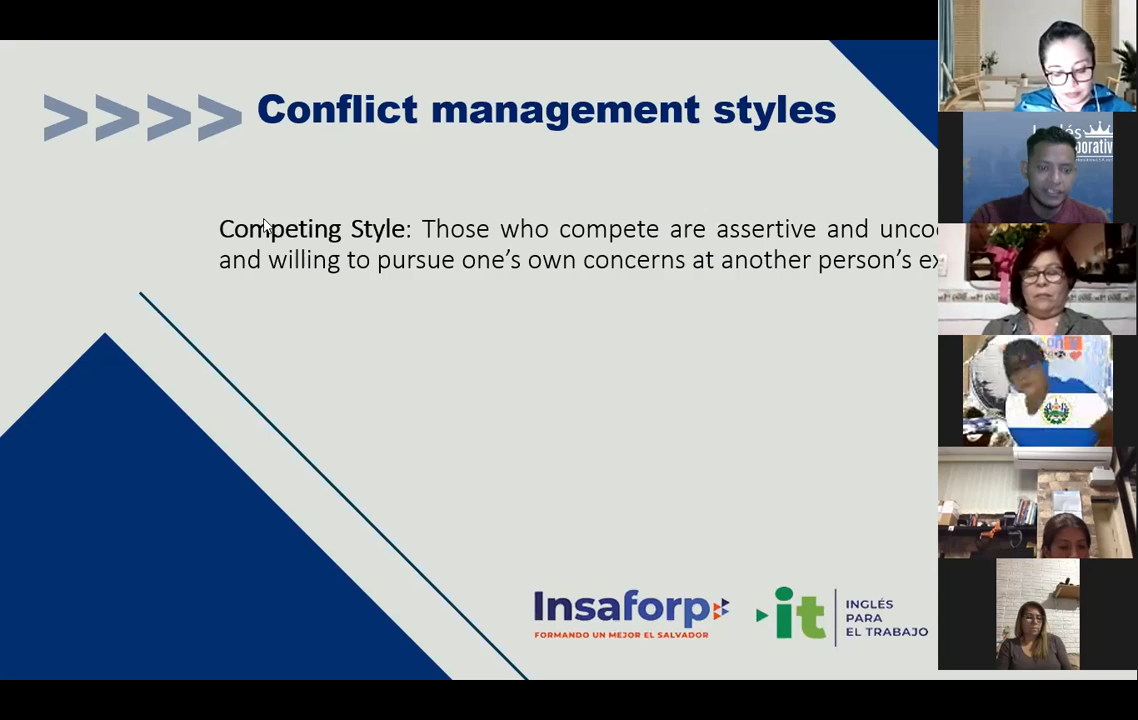 >>>> Conflict management styles
Competing Style: Those who compete are assertive and
and willing to pursue one’s own concerns at another person’s
Insaforp
FORMANDO UN MEJOR EL SALVADOR
it
INGLÉS
PARA
EL TRABAJO